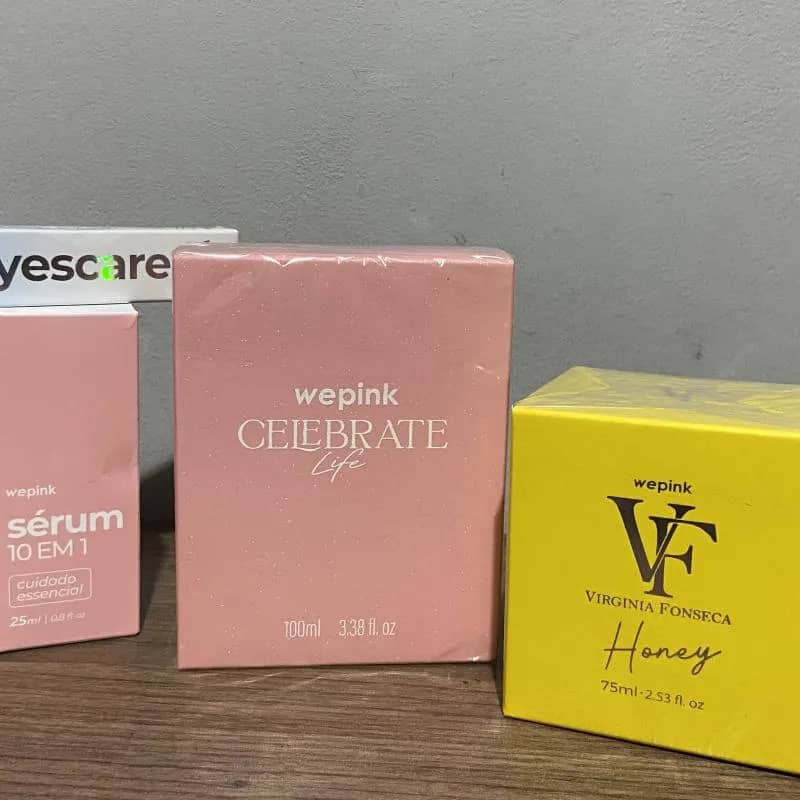 yescare
wepink
sérum
10 EM 1
cuidado
essencial
25ml | 0.8 fl oz
wepink
CELEBRATE
Life
100ml 3.38 fl. oz
wepink
VF
VIRGINIA FONSECA
Honey
75ml · 2.53 fl. oz